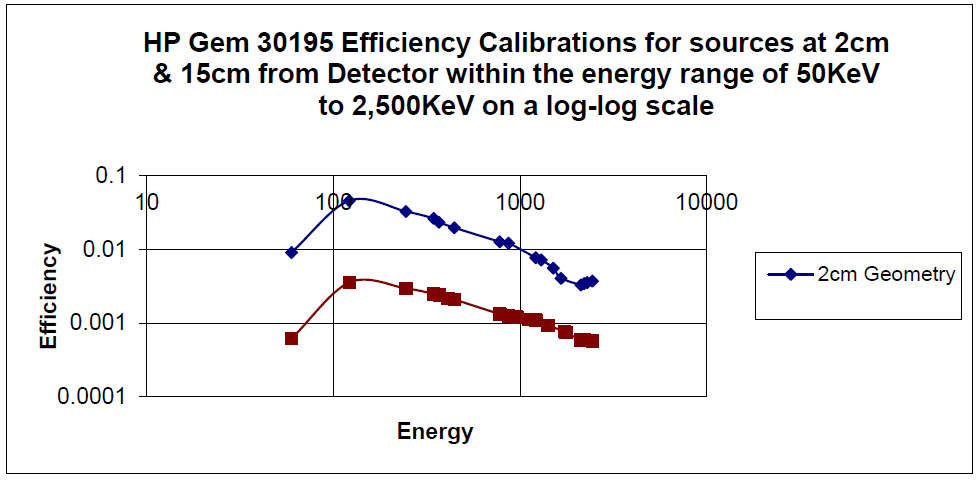 HP Gem 30195 Efficiency Calibrations for sources at 2cm
& 15cm from Detector within the energy range of 50KeV
to 2,500KeV on a log-log scale
0.1
10
100
1000
10000
0.01
0.001
0.0001
Efficiency
Energy
2cm Geometry